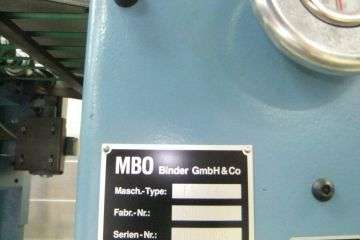 MBO Binder GmbH & Co
Masch.-Type:
Fabr.-Nr.:
Serien-Nr.: